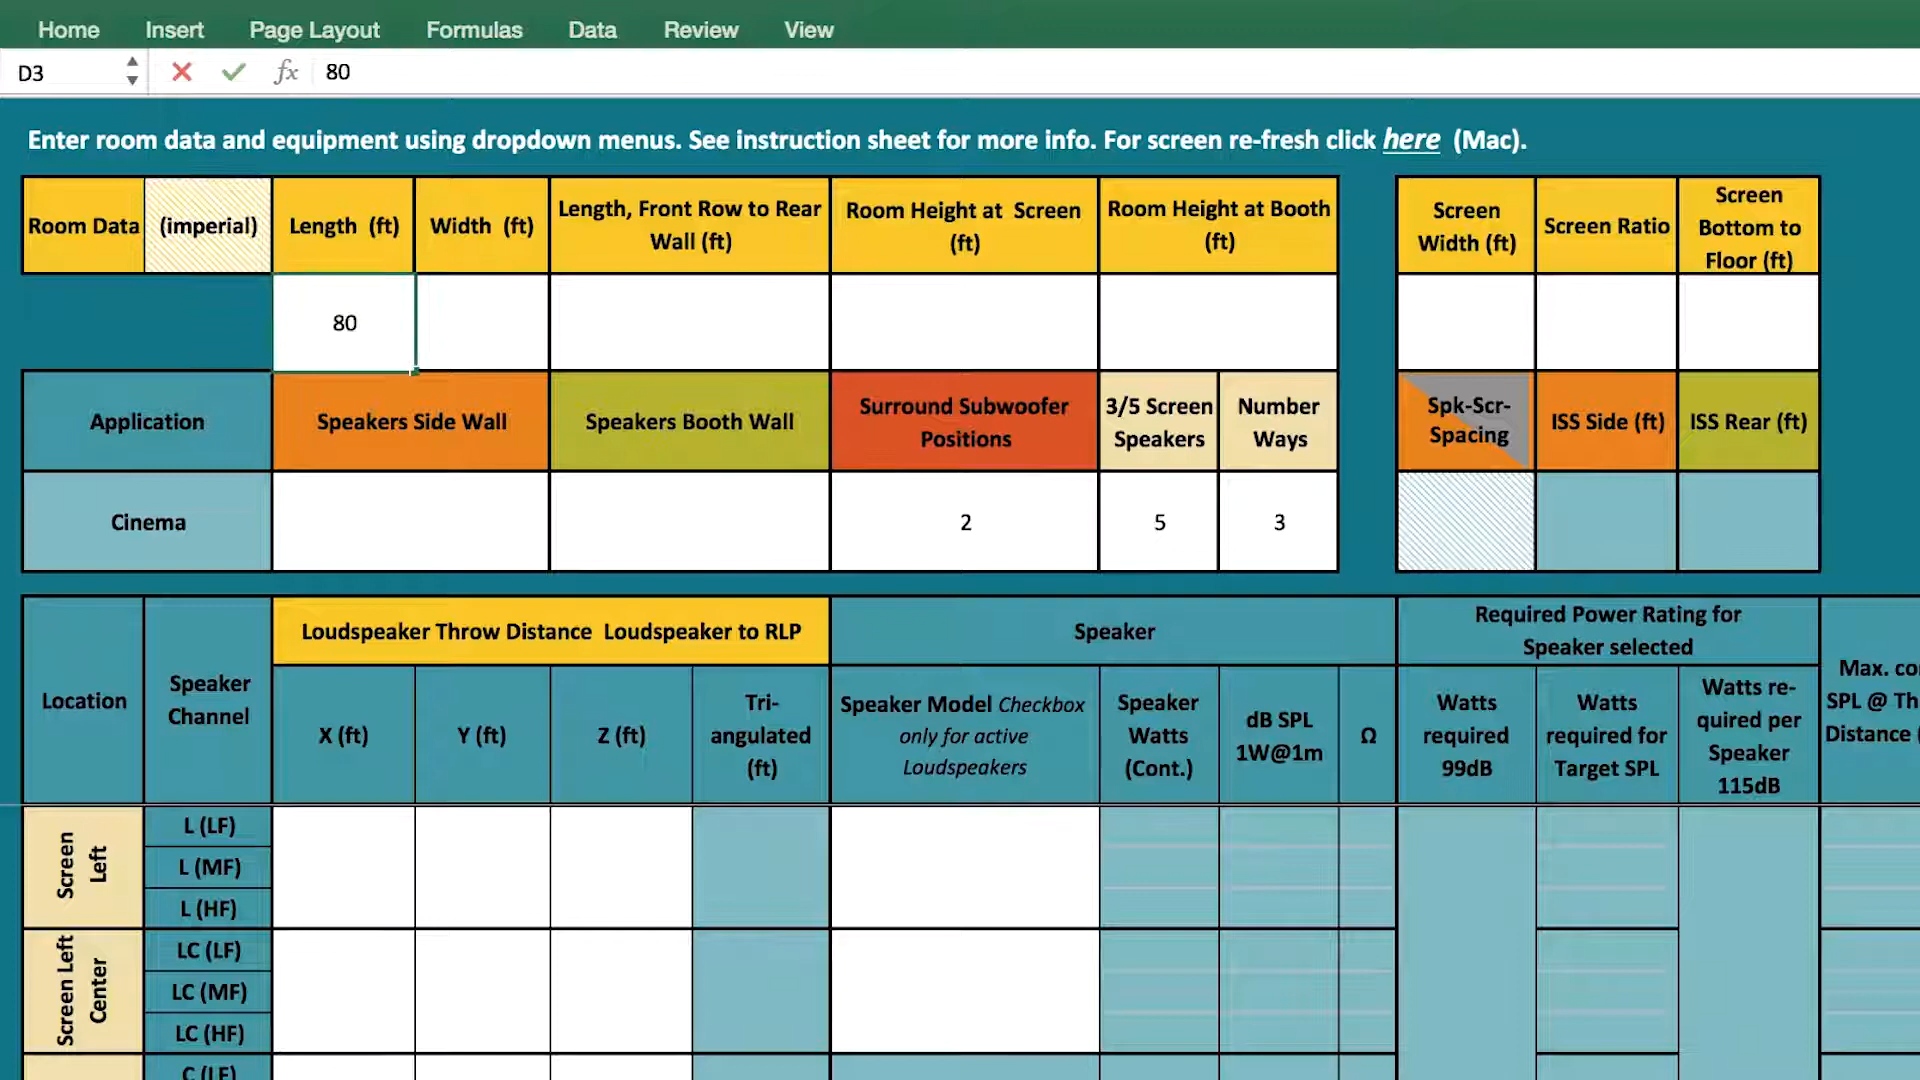 Home Insert Page Layout Formulas Data Review View
D3 fx 80
Enter room data and equipment using dropdown menus. See instruction sheet for more info. For screen re-fresh click here (Mac).
Room Data
(imperial)
Length (ft)
Width (ft)
Length, Front Row to Rear
Wall (ft)
Room Height at Screen
(ft)
Room Height at Booth
(ft)
Screen
Width (ft)
Screen Ratio
Screen
Bottom to
Floor (ft)
80
Application
Speakers Side Wall
Speakers Booth Wall
Surround Subwoofer
Positions
3/5 Screen
Speakers
Number
Ways
Spk-Scr-
Spacing
ISS Side (ft)
ISS Rear (ft)
Cinema
2
5
3
Location
Speaker
Channel
Loudspeaker Throw Distance Loudspeaker to RLP
Speaker
Required Power Rating for
Speaker selected
X (ft)
Y (ft)
Z (ft)
Tri-
angulated
(ft)
Speaker Model Checkbox
only for active
Loudspeakers
Speaker
Watts
(Cont.)
dB SPL
1W@1m
Ω
Watts
required
99dB
Watts
required for
Target SPL
Watts re-
quired per
Speaker
115dB
Max. co
SPL @ Th
Distance (
Screen
Left
L (LF)
L (MF)
L (HF)
Screen Left
Center
LC (LF)
LC (MF)
LC (HF)
C (LF)